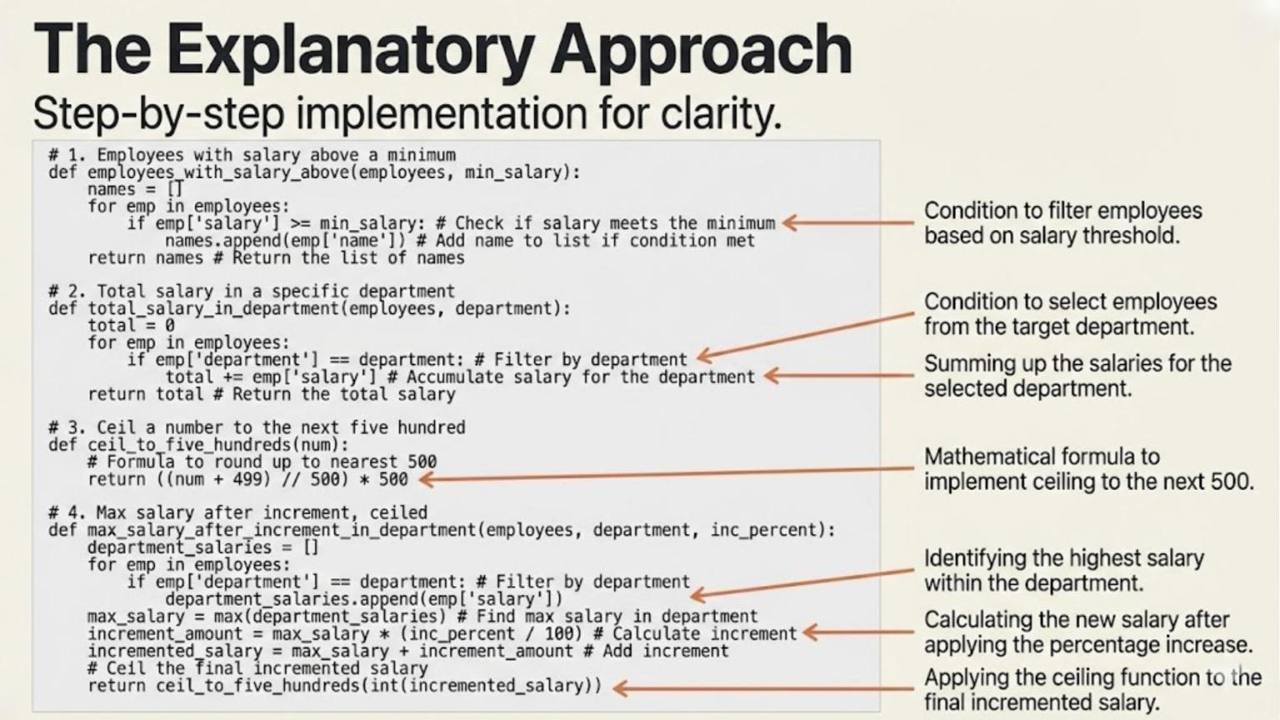 The Explanatory Approach
Step-by-step implementation for clarity.
# 1. Employees with salary above a minimum
def employees_with_salary_above(employees, min_salary):
    names = []
    for emp in employees:
        if emp['salary'] >= min_salary: # Check if salary meets the minimum
            names.append(emp['name']) # Add name to list if condition met
    return names # Return the list of names
# 2. Total salary in a specific department
def total_salary_in_department(employees, department):
    total = 0
    for emp in employees:
        if emp['department'] == department: # Filter by department
            total += emp['salary'] # Accumulate salary for the department
    return total # Return the total salary
# 3. Ceil a number to the next five hundred
def ceil_to_five_hundreds(num):
    # Formula to round up to nearest 500
    return ((num + 499) // 500) * 500
# 4. Max salary after increment, ceiled
def max_salary_after_increment_in_department(employees, department, inc_percent):
    department_salaries = []
    for emp in employees:
        if emp['department'] == department: # Filter by department
            department_salaries.append(emp['salary'])
    max_salary = max(department_salaries) # Find max salary in department
    increment_amount = max_salary * (inc_percent / 100) # Calculate increment
    incremented_salary = max_salary + increment_amount # Add increment
    # Ceil the final incremented salary
    return ceil_to_five_hundreds(int(incremented_salary))
Condition to filter employees
based on salary threshold.
Condition to select employees
from the target department.
Summing up the salaries for the
selected department.
Mathematical formula to
implement ceiling to the next 500.
Identifying the highest salary
within the department.
Calculating the new salary after
applying the percentage increase.
Applying the ceiling function to the
final incremented salary.